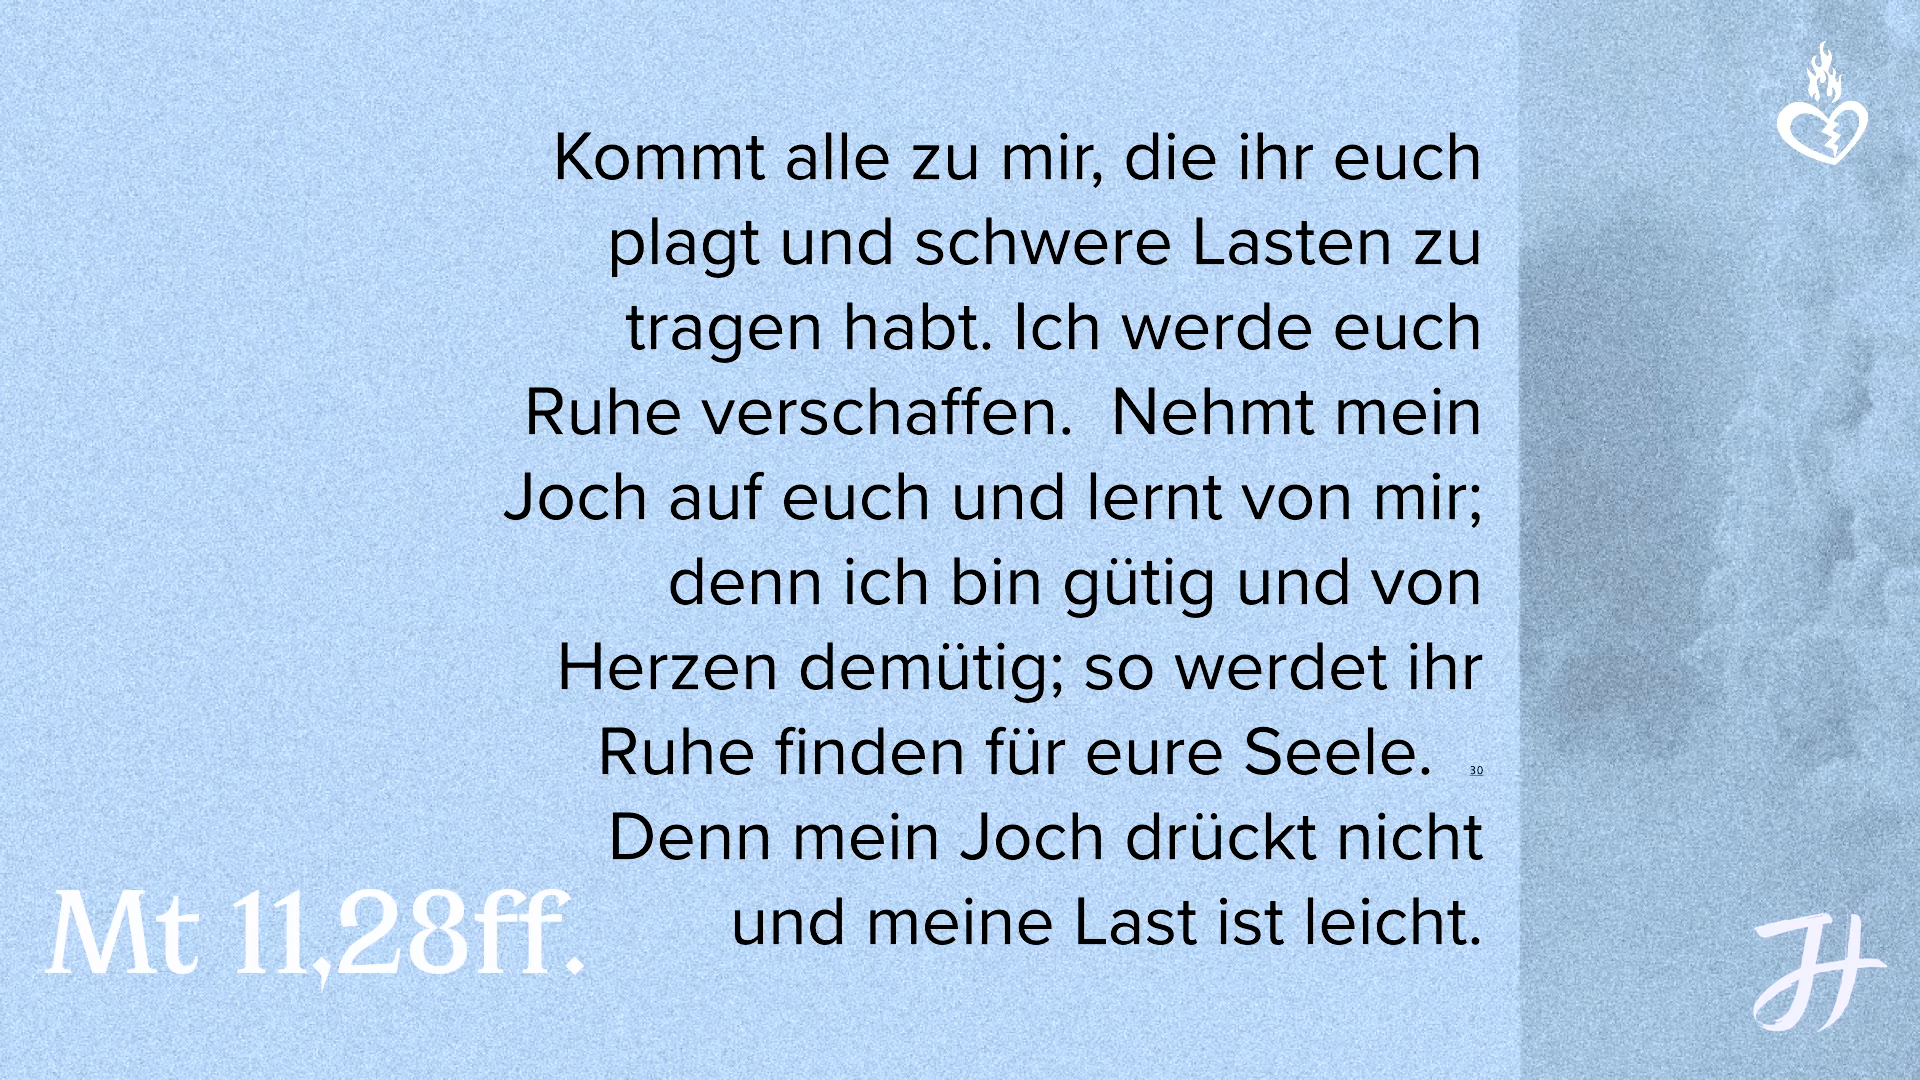 Kommt alle zu mir, die ihr euch
plagt und schwere Lasten zu
tragen habt. Ich werde euch
Ruhe verschaffen.  Nehmt mein
Joch auf euch und lernt von mir;
denn ich bin gütig und von
Herzen demütig; so werdet ihr
Ruhe finden für eure Seele.  30
Denn mein Joch drückt nicht
und meine Last ist leicht.
Mt 11,28ff.
JH